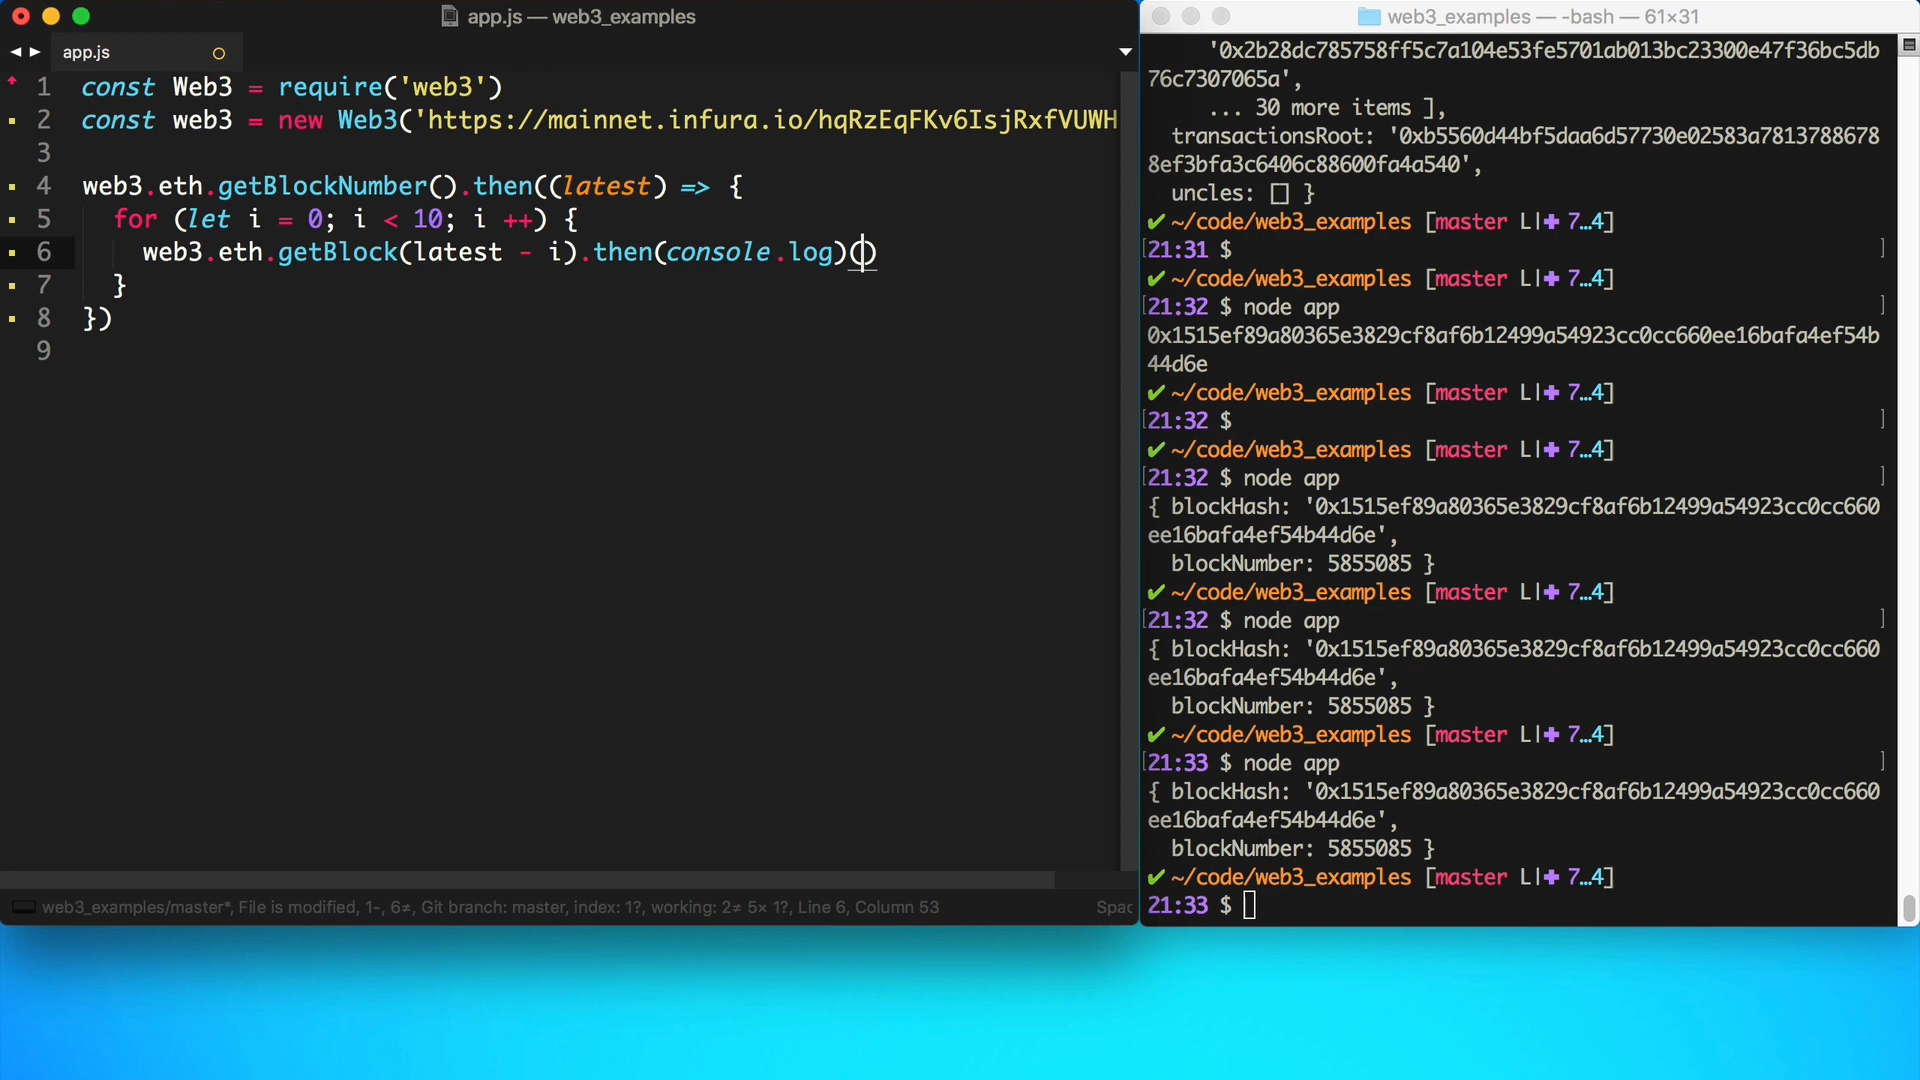 app.js — web3_examples
app.js
1 const Web3 = require('web3')
2 const web3 = new Web3('https://mainnet.infura.io/hqRzEqFKv6IsjRxfVUWH
3
4 web3.eth.getBlockNumber().then((latest) => {
5 for (let i = 0; i < 10; i ++) {
6 web3.eth.getBlock(latest - i).then(console.log)()
7 }
8 })
9
web3_examples/master*, File is modified, 1-, 6≠, Git branch: master, index: 1?, working: 2≠ 5× 1?, Line 6, Column 53
Spac
web3_examples — -bash — 61×31
'0x2b28dc785758ff5c7a104e53fe5701ab013bc23300e47f36bc5db
76c7307065a',
... 30 more items ],
transactionsRoot: '0xb5560d44bf5daa6d57730e02583a7813788678
8ef3bfa3c6406c88600fa4a540',
uncles: [] }
✔ ~/code/web3_examples [master L|✚ 7…4]
[21:31 $ ]
✔ ~/code/web3_examples [master L|✚ 7…4]
[21:32 $ node app ]
0x1515ef89a80365e3829cf8af6b12499a54923cc0cc660ee16bafa4ef54b
44d6e
✔ ~/code/web3_examples [master L|✚ 7…4]
[21:32 $ ]
✔ ~/code/web3_examples [master L|✚ 7…4]
[21:32 $ node app ]
{ blockHash: '0x1515ef89a80365e3829cf8af6b12499a54923cc0cc660
ee16bafa4ef54b44d6e',
blockNumber: 5855085 }
✔ ~/code/web3_examples [master L|✚ 7…4]
[21:32 $ node app ]
{ blockHash: '0x1515ef89a80365e3829cf8af6b12499a54923cc0cc660
ee16bafa4ef54b44d6e',
blockNumber: 5855085 }
✔ ~/code/web3_examples [master L|✚ 7…4]
[21:33 $ node app ]
{ blockHash: '0x1515ef89a80365e3829cf8af6b12499a54923cc0cc660
ee16bafa4ef54b44d6e',
blockNumber: 5855085 }
✔ ~/code/web3_examples [master L|✚ 7…4]
21:33 $